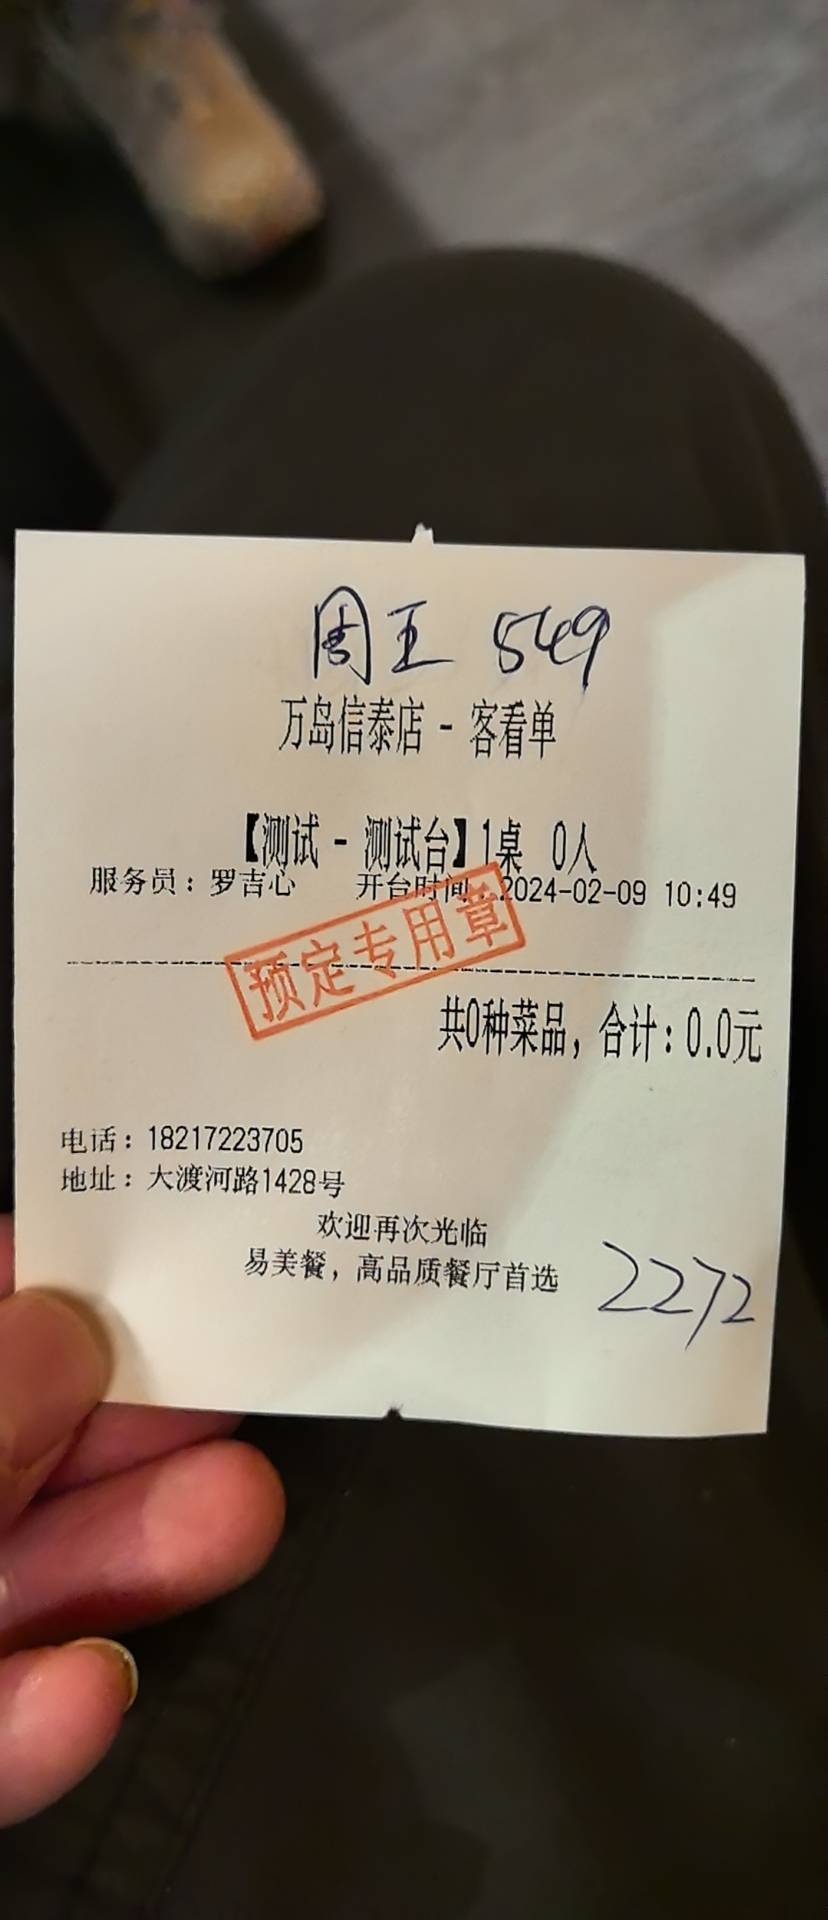 周五 549
万岛信泰店 - 客看单
【测试 - 测试台】1桌 0人
服务员：罗吉心 开台时间：2024-02-09 10:49
预定专用章
共0种菜品，合计：0.0元
电话：18217223705
地址：大渡河路1428号
欢迎再次光临
易美餐，高品质餐厅首选
2272